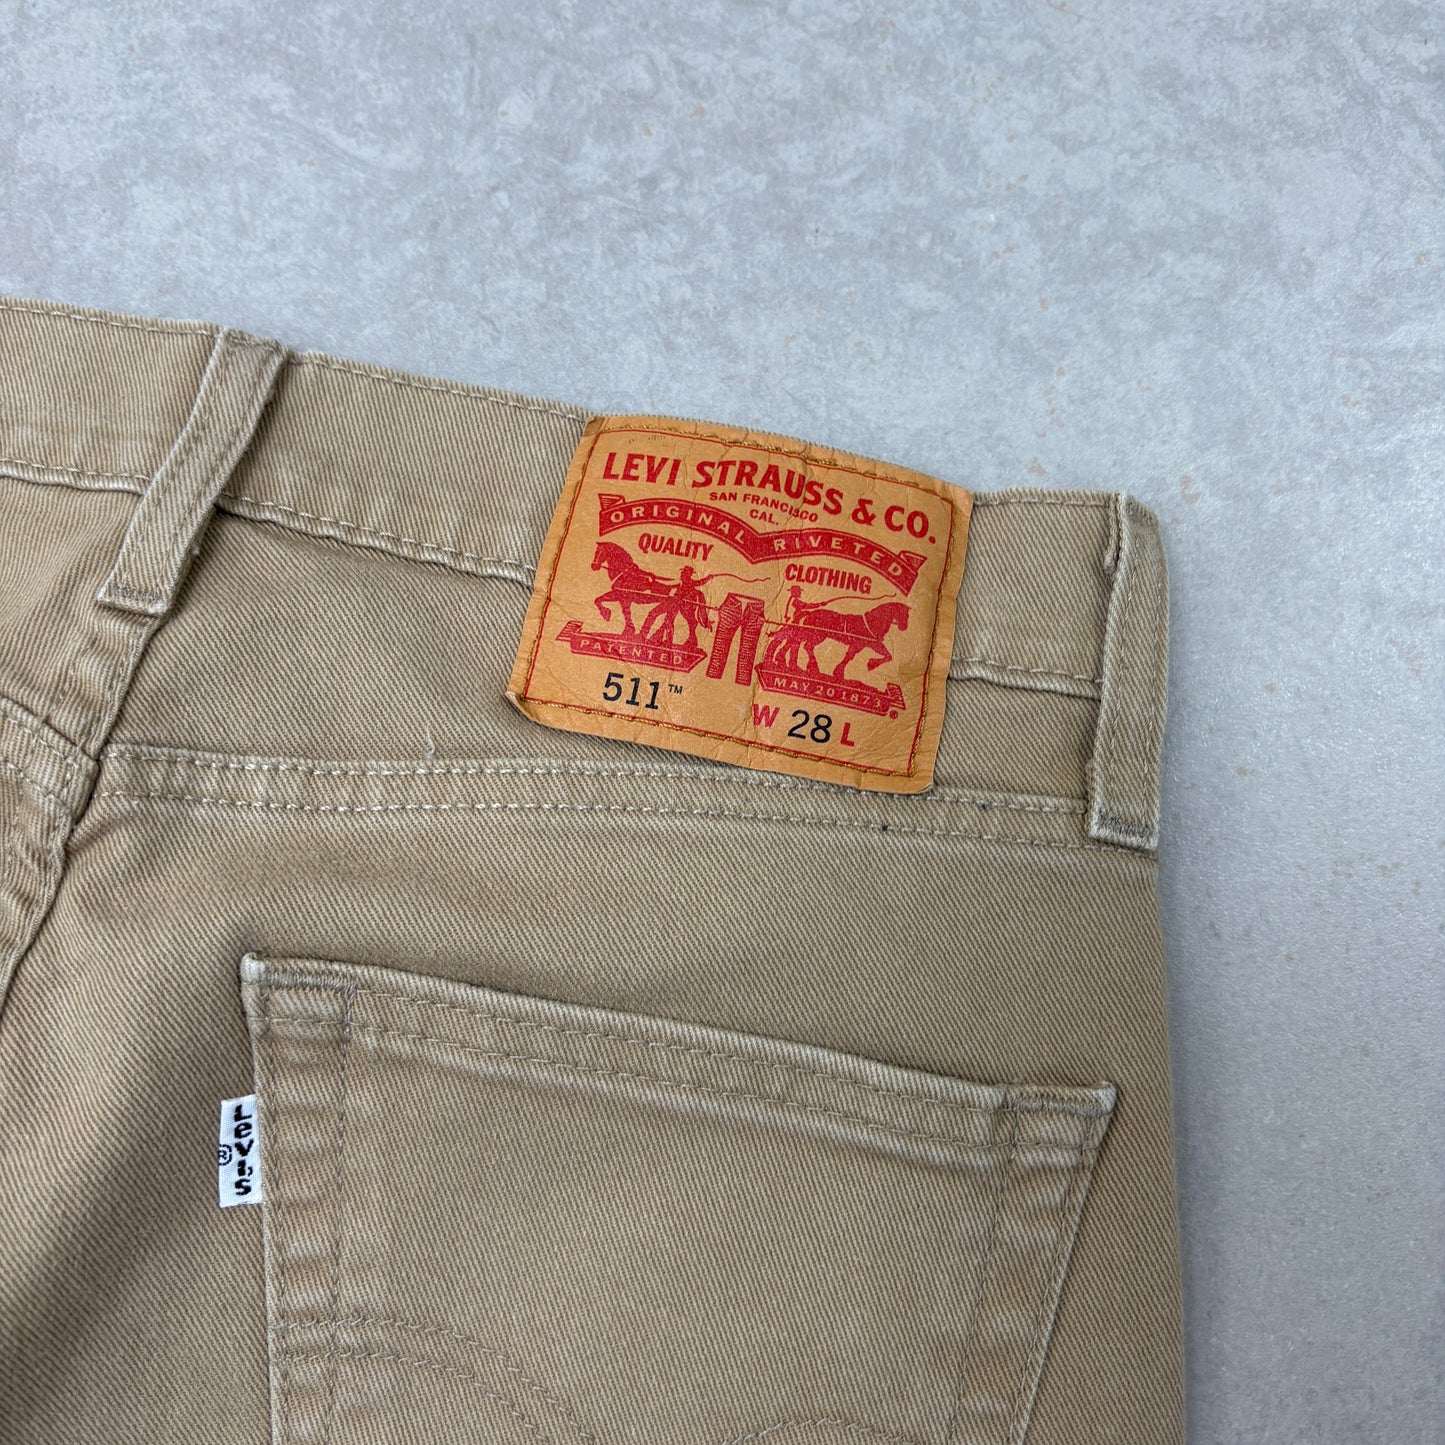 LEVI STRAUSS & CO.
SAN FRANCISCO
CAL.
ORIGINAL RIVETED
QUALITY CLOTHING
PATENTED MAY 20 1873 ®
511™ W 28 L
Levi's
®